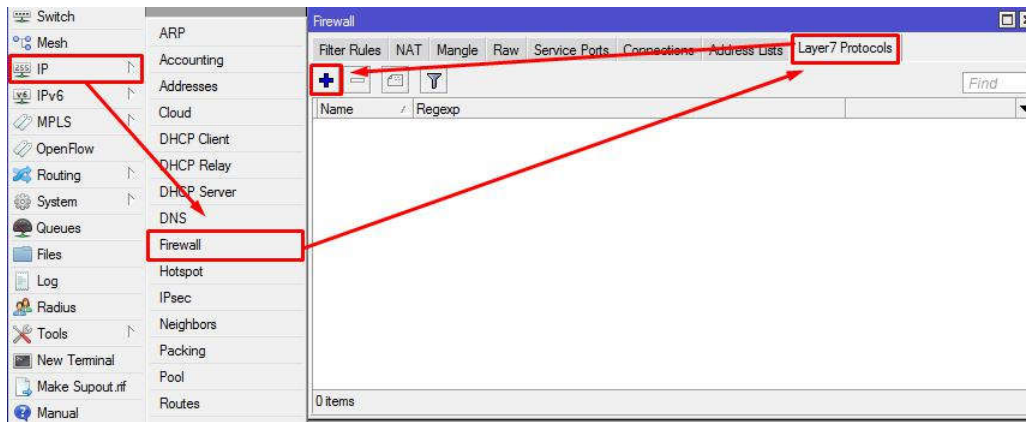 Switch
Mesh
255 IP
v6 IPv6
MPLS
OpenFlow
Routing
System
Queues
Files
Log
Radius
Tools
New Terminal
Make Supout.rif
Manual
ARP
Accounting
Addresses
Cloud
DHCP Client
DHCP Relay
DHCP Server
DNS
Firewall
Hotspot
IPsec
Neighbors
Packing
Pool
Routes
Firewall
Filter Rules NAT Mangle Raw Service Ports Connections Address Lists Layer7 Protocols
Find
Name / Regexp
0 items